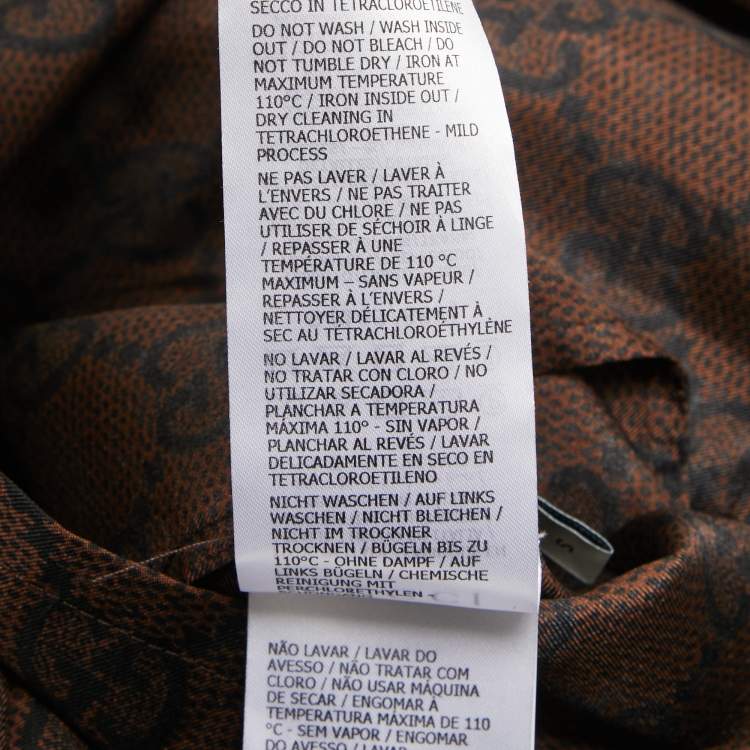 SECCO IN TETRACLOROETILENE
DO NOT WASH / WASH INSIDE
OUT / DO NOT BLEACH / DO
NOT TUMBLE DRY / IRON AT
MAXIMUM TEMPERATURE
110°C / IRON INSIDE OUT /
DRY CLEANING IN
TETRACHLOROETHENE - MILD
PROCESS
NE PAS LAVER / LAVER À
L'ENVERS / NE PAS TRAITER
AVEC DU CHLORE / NE PAS
UTILISER DE SÉCHOIR À LINGE
/ REPASSER À UNE
TEMPÉRATURE DE 110 °C
MAXIMUM – SANS VAPEUR /
REPASSER À L'ENVERS /
NETTOYER DÉLICATEMENT À
SEC AU TÉTRACHLOROÉTHYLÈNE
NO LAVAR / LAVAR AL REVÉS /
NO TRATAR CON CLORO / NO
UTILIZAR SECADORA /
PLANCHAR A TEMPERATURA
MÁXIMA 110° - SIN VAPOR /
PLANCHAR AL REVÉS / LAVAR
DELICADAMENTE EN SECO EN
TETRACLOROETILENO
NICHT WASCHEN / AUF LINKS
WASCHEN / NICHT BLEICHEN /
NICHT IM TROCKNER
TROCKNEN / BÜGELN BIS ZU
110°C - OHNE DAMPF / AUF
LINKS BÜGELN / CHEMISCHE
REINIGUNG MIT
PERCHLORETHYLEN -
S
NÃO LAVAR / LAVAR DO
AVESSO / NÃO TRATAR COM
CLORO / NÃO USAR MÁQUINA
DE SECAR / ENGOMAR À
TEMPERATURA MÁXIMA DE 110
°C - SEM VAPOR / ENGOMAR
DO AVESSO / LAVAR